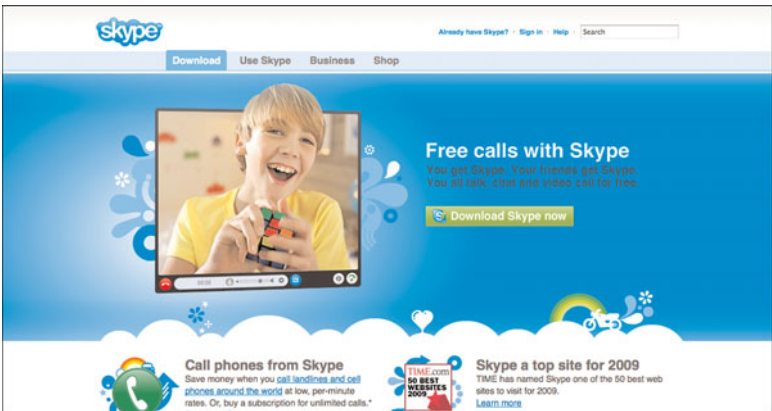 skype
Already have Skype? Sign in Help Search
Download Use Skype Business Shop
Free calls with Skype
You get Skype. Your friends get Skype.
You all talk, chat and video call for free.
Download Skype now
Call phones from Skype
Save money when you call landlines and cell
phones around the world at low, per-minute
rates. Or, buy a subscription for unlimited calls.*
TIME.com
50 BEST
WEBSITES
2009
Skype a top site for 2009
TIME has named Skype one of the 50 best web
sites to visit for 2009.
Learn more